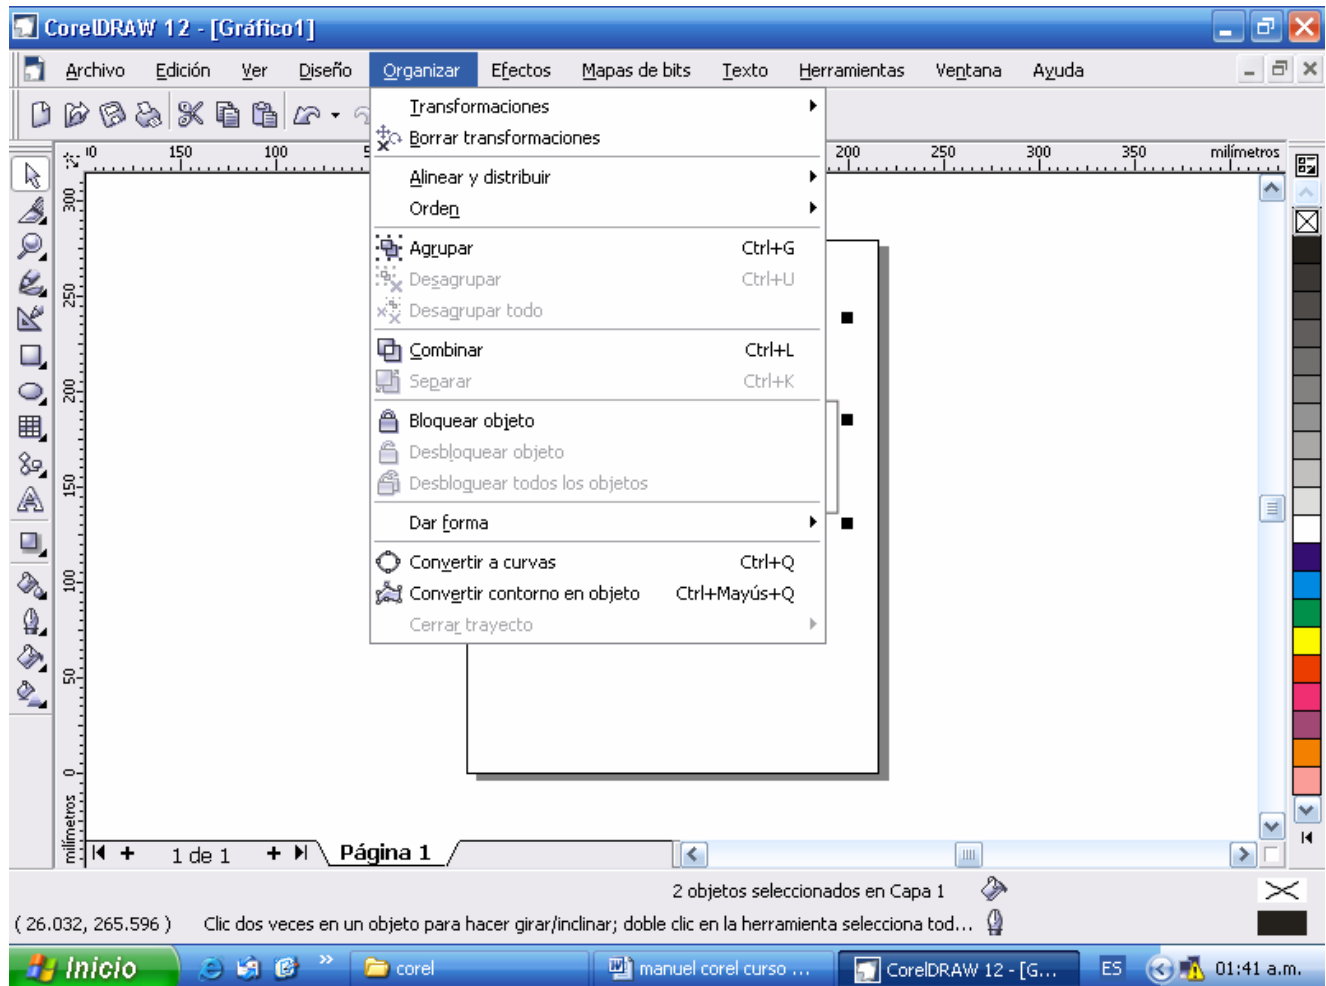 CorelDRAW 12 - [Gráfico1]
Archivo Edición Ver Diseño Organizar Efectos Mapas de bits Texto Herramientas Ventana Ayuda
Transformaciones
Borrar transformaciones
Alinear y distribuir
Orden
Agrupar Ctrl+G
Desagrupar Ctrl+U
Desagrupar todo
Combinar Ctrl+L
Separar Ctrl+K
Bloquear objeto
Desbloquear objeto
Desbloquear todos los objetos
Dar forma
Convertir a curvas Ctrl+Q
Convertir contorno en objeto Ctrl+Mayús+Q
Cerrar trayecto
150 100 200 250 300 350 milímetros
300
250
200
150
100
50
0
milímetros
1 de 1 Página 1
2 objetos seleccionados en Capa 1
( 26.032, 265.596 ) Clic dos veces en un objeto para hacer girar/inclinar; doble clic en la herramienta selecciona tod...
Inicio » corel manuel corel curso ... CorelDRAW 12 - [G... ES 01:41 a.m.